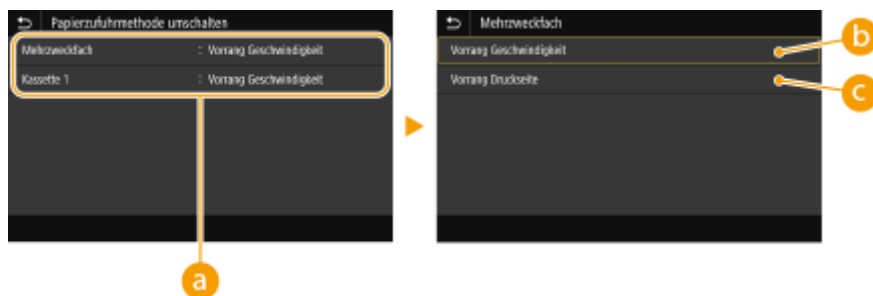 Papierzufuhrmethode umschalten
Mehrzweckfach : Vorrang Geschwindigkeit
Kassette 1 : Vorrang Geschwindigkeit
a
Mehrzweckfach
Vorrang Geschwindigkeit
b
Vorrang Druckseite
c